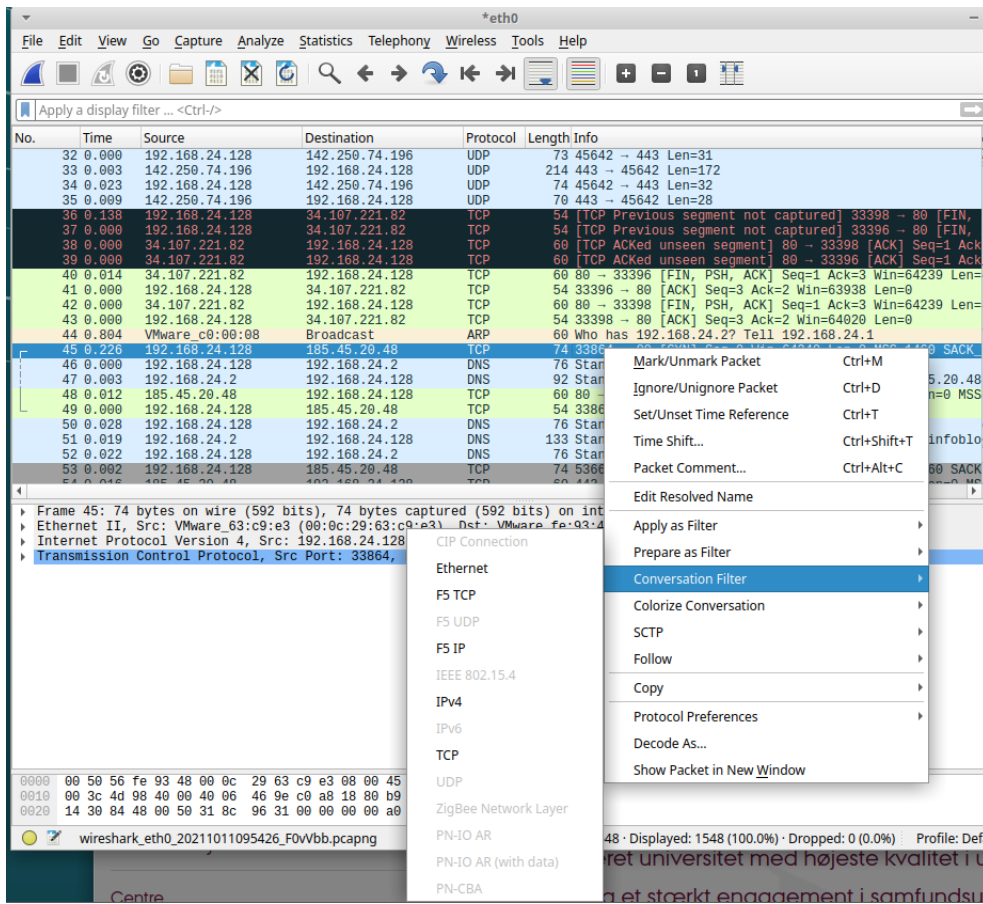 *eth0
File Edit View Go Capture Analyze Statistics Telephony Wireless Tools Help
Apply a display filter ... <Ctrl-/>
No. Time Source Destination Protocol Length Info
32 0.000 192.168.24.128 142.250.74.196 UDP 73 45642 → 443 Len=31
33 0.003 142.250.74.196 192.168.24.128 UDP 214 443 → 45642 Len=172
34 0.023 192.168.24.128 142.250.74.196 UDP 74 45642 → 443 Len=32
35 0.009 142.250.74.196 192.168.24.128 UDP 70 443 → 45642 Len=28
36 0.138 192.168.24.128 34.107.221.82 TCP 54 [TCP Previous segment not captured] 33398 → 80 [FIN,
37 0.000 192.168.24.128 34.107.221.82 TCP 54 [TCP Previous segment not captured] 33396 → 80 [FIN,
38 0.000 34.107.221.82 192.168.24.128 TCP 60 [TCP ACKed unseen segment] 80 → 33398 [ACK] Seq=1 Ack
39 0.000 34.107.221.82 192.168.24.128 TCP 60 [TCP ACKed unseen segment] 80 → 33396 [ACK] Seq=1 Ack
40 0.014 34.107.221.82 192.168.24.128 TCP 60 80 → 33396 [FIN, PSH, ACK] Seq=1 Ack=3 Win=64239 Len=
41 0.000 192.168.24.128 34.107.221.82 TCP 54 33396 → 80 [ACK] Seq=3 Ack=2 Win=63938 Len=0
42 0.000 34.107.221.82 192.168.24.128 TCP 60 80 → 33398 [FIN, PSH, ACK] Seq=1 Ack=3 Win=64239 Len=
43 0.000 192.168.24.128 34.107.221.82 TCP 54 33398 → 80 [ACK] Seq=3 Ack=2 Win=64020 Len=0
44 0.804 VMware_c0:00:08 Broadcast ARP 60 Who has 192.168.24.2? Tell 192.168.24.1
45 0.226 192.168.24.128 185.45.20.48 TCP 74 3386 SACK_
46 0.000 192.168.24.128 192.168.24.2 DNS 76 Stan
47 0.003 192.168.24.2 192.168.24.128 DNS 92 Stan 5.20.48
48 0.012 185.45.20.48 192.168.24.128 TCP 60 80 → n=0 MSS
49 0.000 192.168.24.128 185.45.20.48 TCP 54 3386
50 0.028 192.168.24.128 192.168.24.2 DNS 76 Stan
51 0.019 192.168.24.2 192.168.24.128 DNS 133 Stan infoblo
52 0.022 192.168.24.128 192.168.24.2 DNS 76 Stan
53 0.002 192.168.24.128 185.45.20.48 TCP 74 5366 60 SACK
Mark/Unmark Packet Ctrl+M
Ignore/Unignore Packet Ctrl+D
Set/Unset Time Reference Ctrl+T
Time Shift... Ctrl+Shift+T
Packet Comment... Ctrl+Alt+C
Edit Resolved Name
Apply as Filter
Prepare as Filter
Conversation Filter
Colorize Conversation
SCTP
Follow
Copy
Protocol Preferences
Decode As...
Show Packet in New Window
Frame 45: 74 bytes on wire (592 bits), 74 bytes captured (592 bits) on int
Ethernet II, Src: VMware_63:c9:e3 (00:0c:29:63:c9:e3), Dst: VMware_fe:93:4
Internet Protocol Version 4, Src: 192.168.24.128
Transmission Control Protocol, Src Port: 33864,
CIP Connection
Ethernet
F5 TCP
F5 UDP
F5 IP
IEEE 802.15.4
IPv4
IPv6
TCP
UDP
ZigBee Network Layer
PN-IO AR
PN-IO AR (with data)
PN-CBA
0000 00 50 56 fe 93 48 00 0c 29 63 c9 e3 08 00 45
0010 00 3c 4d 98 40 00 40 06 46 9e c0 a8 18 80 b9
0020 14 30 84 48 00 50 31 8c 96 31 00 00 00 00 a0
wireshark_eth0_20211011095426_F0vVbb.pcapng 48 · Displayed: 1548 (100.0%) · Dropped: 0 (0.0%) Profile: Def
ret universitet med højeste kvalitet i u
Centre
et stærkt engagement i samfundsu